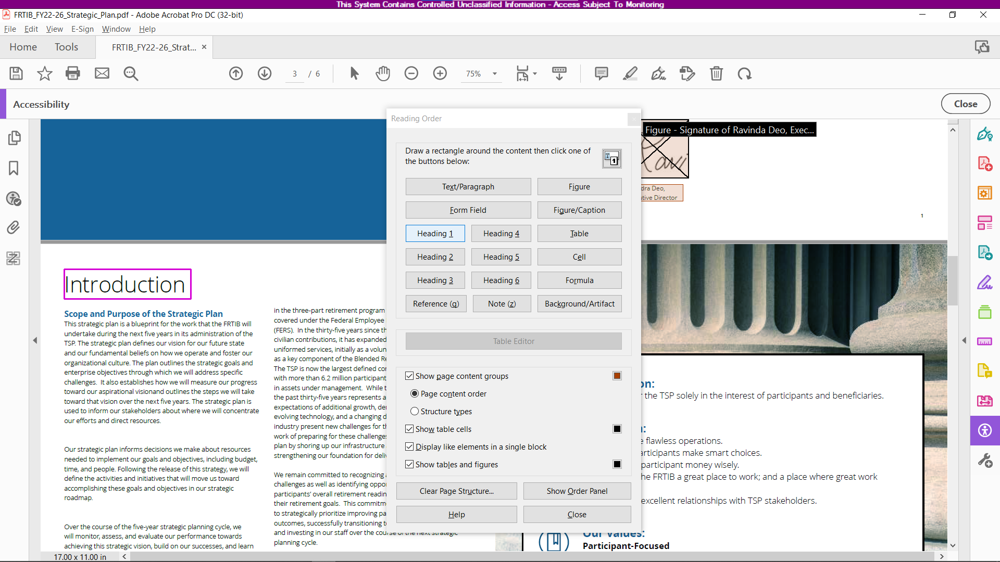 This System Contains Controlled Unclassified Information - Access Subject To Monitoring
FRTIB_FY22-26_Strategic_Plan.pdf - Adobe Acrobat Pro DC (32-bit)
File Edit View E-Sign Window Help
Home Tools FRTIB_FY22-26_Strat... ×
3 / 6 75%
Accessibility
Close
Reading Order
Draw a rectangle around the content then click one of
the buttons below:
Text/Paragraph Figure
Form Field Figure/Caption
Heading 1 Heading 4 Table
Heading 2 Heading 5 Cell
Heading 3 Heading 6 Formula
Reference (q) Note (z) Background/Artifact
Table Editor
Show page content groups
Page content order
Structure types
Show table cells
Display like elements in a single block
Show tables and figures
Clear Page Structure... Show Order Panel
Help Close
Figure - Signature of Ravinda Deo, Exec...
Ravi
dra Deo,
tive Director
1
Introduction
Scope and Purpose of the Strategic Plan
This strategic plan is a blueprint for the work that the FRTIB will
undertake during the next five years in its administration of the
TSP. The strategic plan defines our vision for our future state
and our fundamental beliefs on how we operate and foster our
organizational culture. The plan outlines the strategic goals and
enterprise objectives through which we will address specific
challenges. It also establishes how we will measure our progress
toward our aspirational visionand outlines the steps we will take
toward that vision over the next five years. The strategic plan is
used to inform our stakeholders about where we will concentrate
our efforts and direct resources.
Our strategic plan informs decisions we make about resources
needed to implement our goals and objectives, including budget,
time, and people. Following the release of this strategy, we will
define the activities and initiatives that will move us toward
accomplishing these goals and objectives in our strategic
roadmap.
Over the course of the five-year strategic planning cycle, we
will monitor, assess, and evaluate our performance towards
achieving this strategic vision, build on our successes, and learn
in the three-part retirement program
covered under the Federal Employee
(FERS). In the thirty-five years since th
civilian contributions, it has expanded
uniformed services, initially as a volun
as a key component of the Blended Re
The TSP is now the largest defined con
with more than 6.2 million participant
in assets under management. While t
the past thirty-five years represents a
expectations of additional growth, der
evolving technology, and a changing d
industry present new challenges for th
work of preparing for these challenges
plan by shoring up our infrastructure
strengthening our foundation for deliv
We remain committed to recognizing
challenges as well as identifying oppor
participants' overall retirement readin
their retirement goals. This commitm
to strategically prioritize improving pa
outcomes, successfully transitioning t
and investing in our staff over the course of the next strategic
planning cycle.
on:
r the TSP solely in the interest of participants and beneficiaries.
n:
e flawless operations.
articipants make smart choices.
participant money wisely.
he FRTIB a great place to work; and a place where great work
excellent relationships with TSP stakeholders.
Our Values:
Participant-Focused
17.00 x 11.00 in